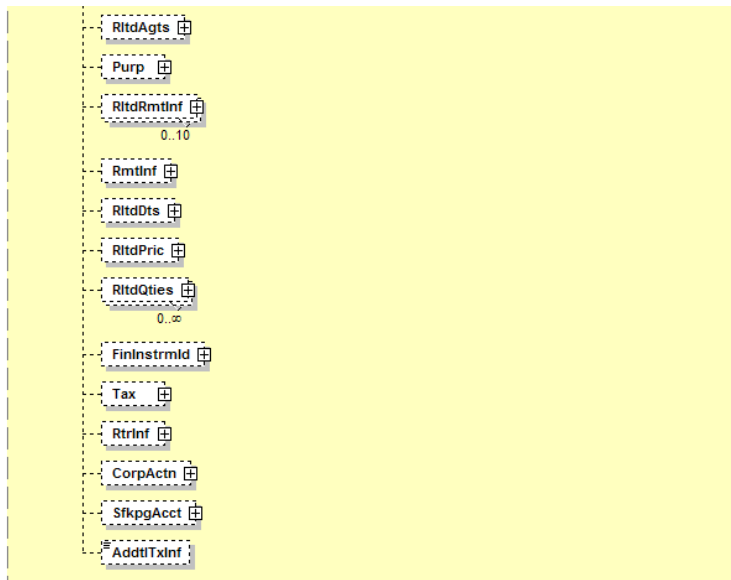 RltdAgts
Purp
RltdRmtInf
0..10
RmtInf
RltdDts
RltdPric
RltdQties
0..∞
FinInstrmId
Tax
RtrInf
CorpActn
SfkpgAcct
AddtlTxInf